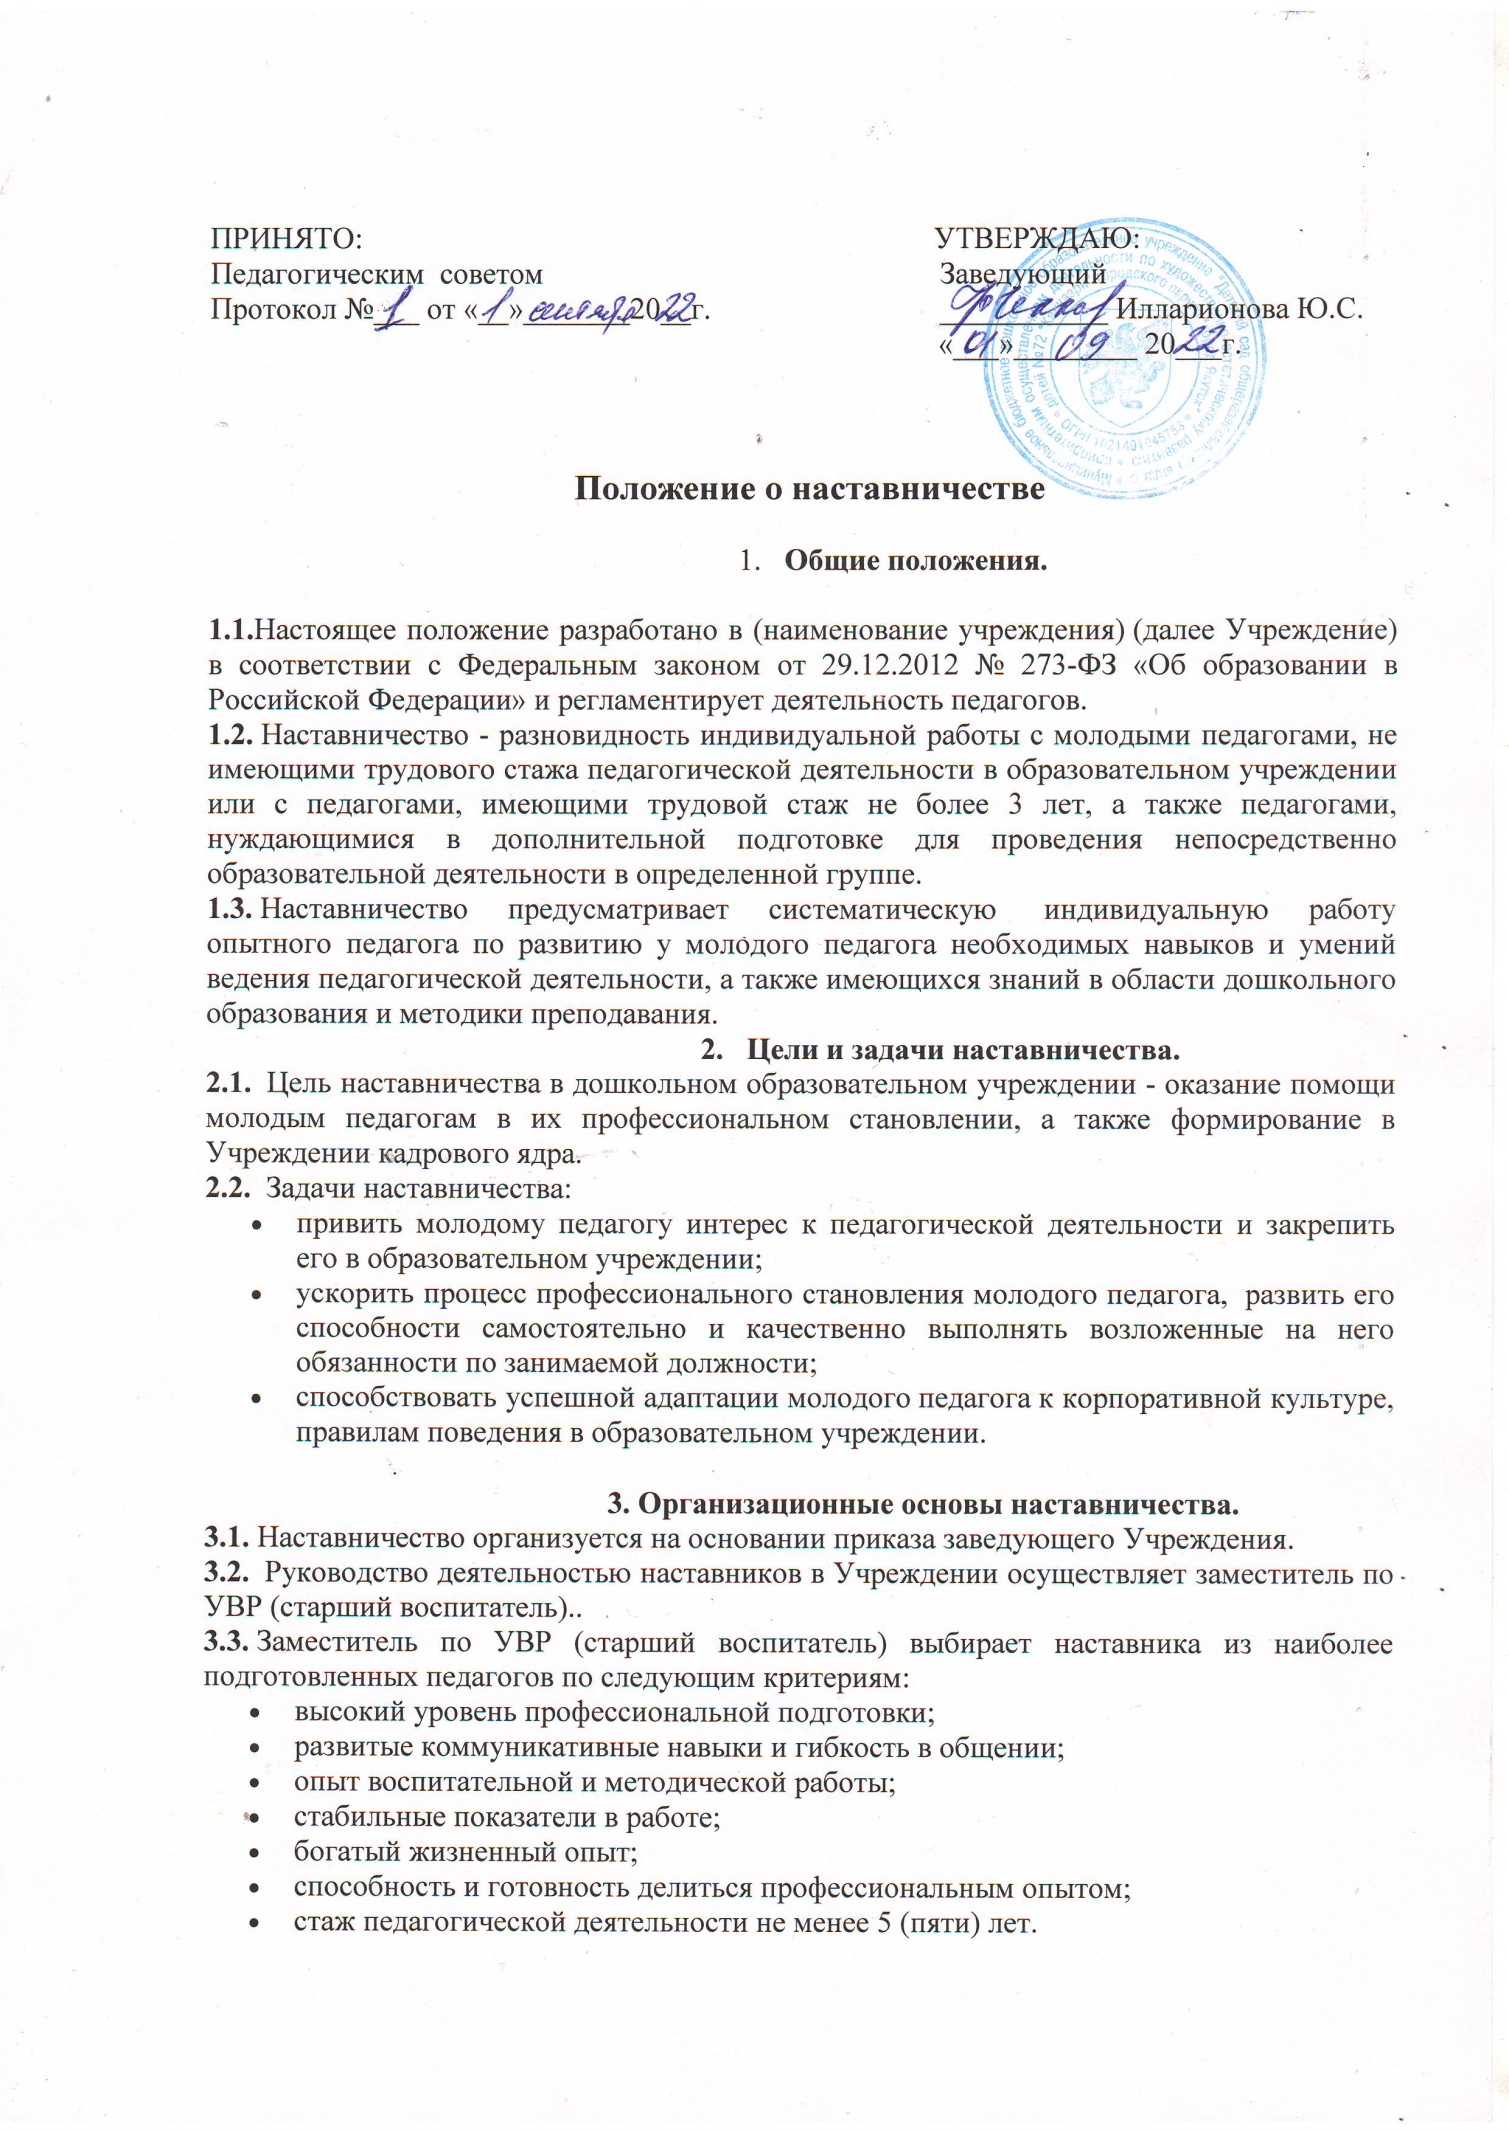 ПРИНЯТО: УТВЕРЖДАЮ:
Педагогическим советом Заведующий
Протокол № 1 от «1» сентября 2022г. Илларионова Ю.С.
«01» 09 2022г.
Положение о наставничестве
1. Общие положения.
1.1.Настоящее положение разработано в (наименование учреждения) (далее Учреждение)
в соответствии с Федеральным законом от 29.12.2012 № 273-ФЗ «Об образовании в
Российской Федерации» и регламентирует деятельность педагогов.
1.2. Наставничество - разновидность индивидуальной работы с молодыми педагогами, не
имеющими трудового стажа педагогической деятельности в образовательном учреждении
или с педагогами, имеющими трудовой стаж не более 3 лет, а также педагогами,
нуждающимися в дополнительной подготовке для проведения непосредственно
образовательной деятельности в определенной группе.
1.3. Наставничество предусматривает систематическую индивидуальную работу
опытного педагога по развитию у молодого педагога необходимых навыков и умений
ведения педагогической деятельности, а также имеющихся знаний в области дошкольного
образования и методики преподавания.
2. Цели и задачи наставничества.
2.1. Цель наставничества в дошкольном образовательном учреждении - оказание помощи
молодым педагогам в их профессиональном становлении, а также формирование в
Учреждении кадрового ядра.
2.2. Задачи наставничества:
• привить молодому педагогу интерес к педагогической деятельности и закрепить
его в образовательном учреждении;
• ускорить процесс профессионального становления молодого педагога, развить его
способности самостоятельно и качественно выполнять возложенные на него
обязанности по занимаемой должности;
• способствовать успешной адаптации молодого педагога к корпоративной культуре,
правилам поведения в образовательном учреждении.
3. Организационные основы наставничества.
3.1. Наставничество организуется на основании приказа заведующего Учреждения.
3.2. Руководство деятельностью наставников в Учреждении осуществляет заместитель по
УВР (старший воспитатель)..
3.3. Заместитель по УВР (старший воспитатель) выбирает наставника из наиболее
подготовленных педагогов по следующим критериям:
• высокий уровень профессиональной подготовки;
• развитые коммуникативные навыки и гибкость в общении;
• опыт воспитательной и методической работы;
• стабильные показатели в работе;
• богатый жизненный опыт;
• способность и готовность делиться профессиональным опытом;
• стаж педагогической деятельности не менее 5 (пяти) лет.